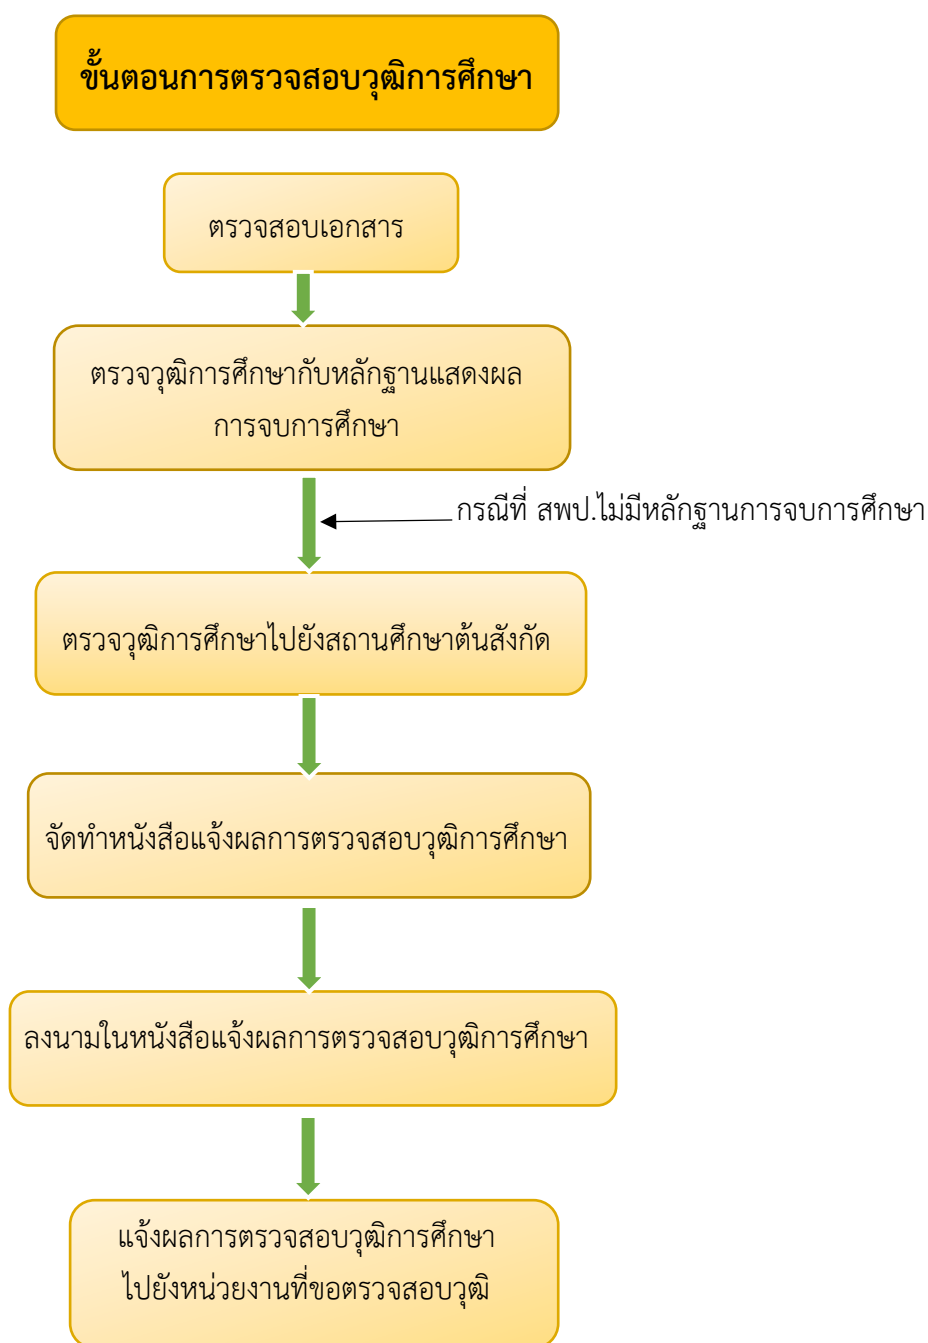 ขั้นตอนการตรวจสอบวุฒิการศึกษา
ตรวจสอบเอกสาร
ตรวจวุฒิการศึกษากับหลักฐานแสดงผล
การจบการศึกษา
กรณีที่ สพป.ไม่มีหลักฐานการจบการศึกษา
ตรวจวุฒิการศึกษาไปยังสถานศึกษาต้นสังกัด
จัดทำหนังสือแจ้งผลการตรวจสอบวุฒิการศึกษา
ลงนามในหนังสือแจ้งผลการตรวจสอบวุฒิการศึกษา
แจ้งผลการตรวจสอบวุฒิการศึกษา
ไปยังหน่วยงานที่ขอตรวจสอบวุฒิ